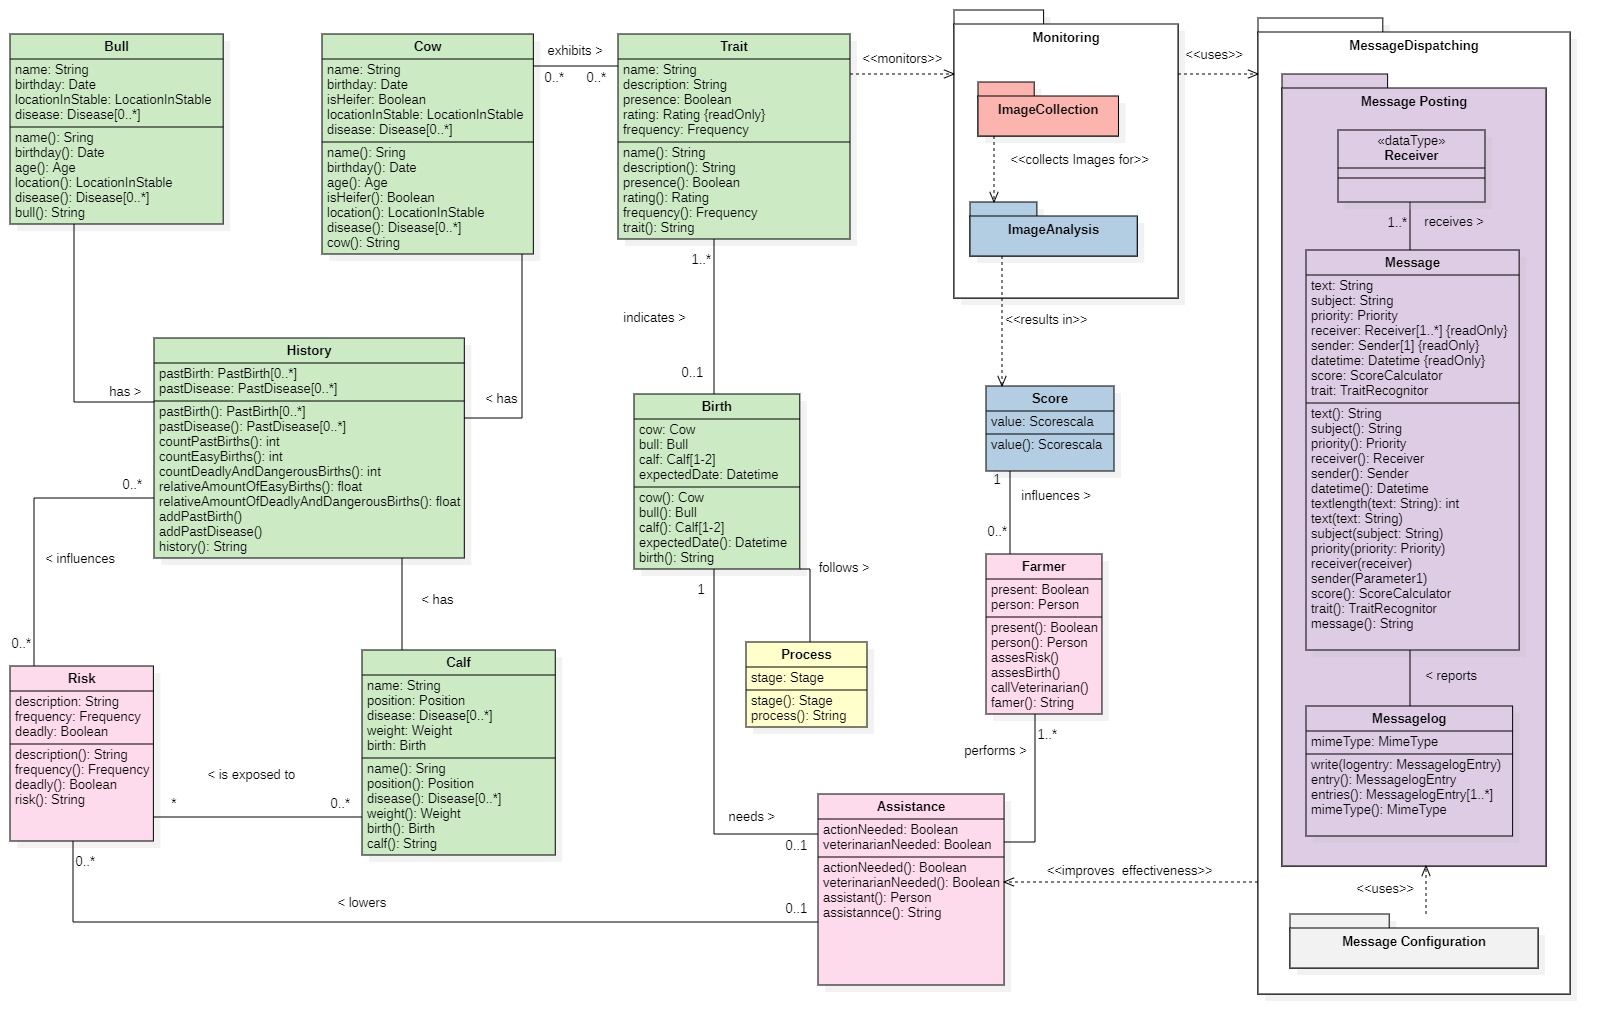 Bull
name: String
birthday: Date
locationInStable: LocationInStable
disease: Disease[0..*]
name(): Sring
birthday(): Date
age(): Age
location(): LocationInStable
disease(): Disease[0..*]
bull(): String
Cow
name: String
birthday: Date
isHeifer: Boolean
locationInStable: LocationInStable
disease: Disease[0..*]
name(): Sring
birthday(): Date
age(): Age
isHeifer(): Boolean
location(): LocationInStable
disease(): Disease[0..*]
cow(): String
exhibits >
0..*
0..*
Trait
name: String
description: String
presence: Boolean
rating: Rating {readOnly}
frequency: Frequency
name(): String
description(): String
presence(): Boolean
rating(): Rating
frequency(): Frequency
trait(): String
<<monitors>>
Monitoring
ImageCollection
<<collects Images for>>
ImageAnalysis
<<uses>>
MessageDispatching
Message Posting
«dataType»
Receiver
1..*
receives >
Message
text: String
subject: String
priority: Priority
receiver: Receiver[1..*] {readOnly}
sender: Sender[1] {readOnly}
datetime: Datetime {readOnly}
score: ScoreCalculator
trait: TraitRecognitor
text(): String
subject(): String
priority(): Priority
receiver(): Receiver
sender(): Sender
datetime(): Datetime
textlength(text: String): int
text(text: String)
subject(subject: String)
priority(priority: Priority)
receiver(receiver)
sender(Parameter1)
score(): ScoreCalculator
trait(): TraitRecognitor
message(): String
< reports
Messagelog
mimeType: MimeType
write(logentry: MessagelogEntry)
entry(): MessagelogEntry
entries(): MessagelogEntry[1..*]
mimeType(): MimeType
<<uses>>
Message Configuration
1..*
indicates >
0..1
<<results in>>
Score
value: Scorescala
value(): Scorescala
1
influences >
0..*
has >
History
pastBirth: PastBirth[0..*]
pastDisease: PastDisease[0..*]
pastBirth(): PastBirth[0..*]
pastDisease(): PastDisease[0..*]
countPastBirths(): int
countEasyBirths(): int
countDeadlyAndDangerousBirths(): int
relativeAmountOfEasyBirths(): float
relativeAmountOfDeadlyAndDangerousBirths(): float
addPastBirth()
addPastDisease()
history(): String
< has
Birth
cow: Cow
bull: Bull
calf: Calf[1-2]
expectedDate: Datetime
cow(): Cow
bull(): Bull
calf(): Calf[1-2]
expectedDate(): Datetime
birth(): String
1
follows >
Farmer
present: Boolean
person: Person
present(): Boolean
person(): Person
assesRisk()
assesBirth()
callVeterinarian()
famer(): String
0..*
< influences
0..*
< has
Risk
description: String
frequency: Frequency
deadly: Boolean
description(): String
frequency(): Frequency
deadly(): Boolean
risk(): String
< is exposed to
*
0..*
Calf
name: String
position: Position
disease: Disease[0..*]
weight: Weight
birth: Birth
name(): Sring
position(): Position
disease(): Disease[0..*]
weight(): Weight
birth(): Birth
calf(): String
Process
stage: Stage
stage(): Stage
process(): String
1..*
performs >
needs >
0..1
Assistance
actionNeeded: Boolean
veterinarianNeeded: Boolean
actionNeeded(): Boolean
veterinarianNeeded(): Boolean
assistant(): Person
assistannce(): String
<<improves  effectiveness>>
0..*
< lowers
0..1